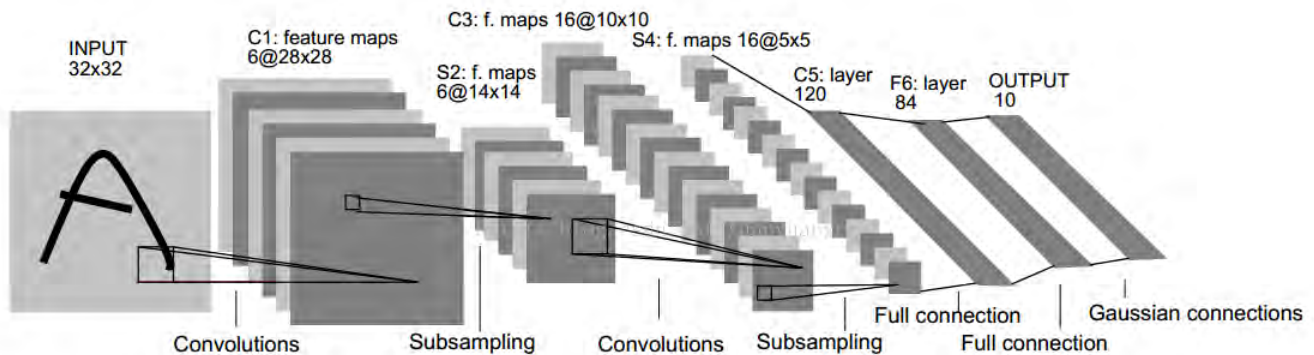 INPUT
32x32
C1: feature maps
6@28x28
S2: f. maps
6@14x14
C3: f. maps 16@10x10
S4: f. maps 16@5x5
C5: layer
120
F6: layer
84
OUTPUT
10
Convolutions
Subsampling
Convolutions
Subsampling
Full connection
Full connection
Gaussian connections
A